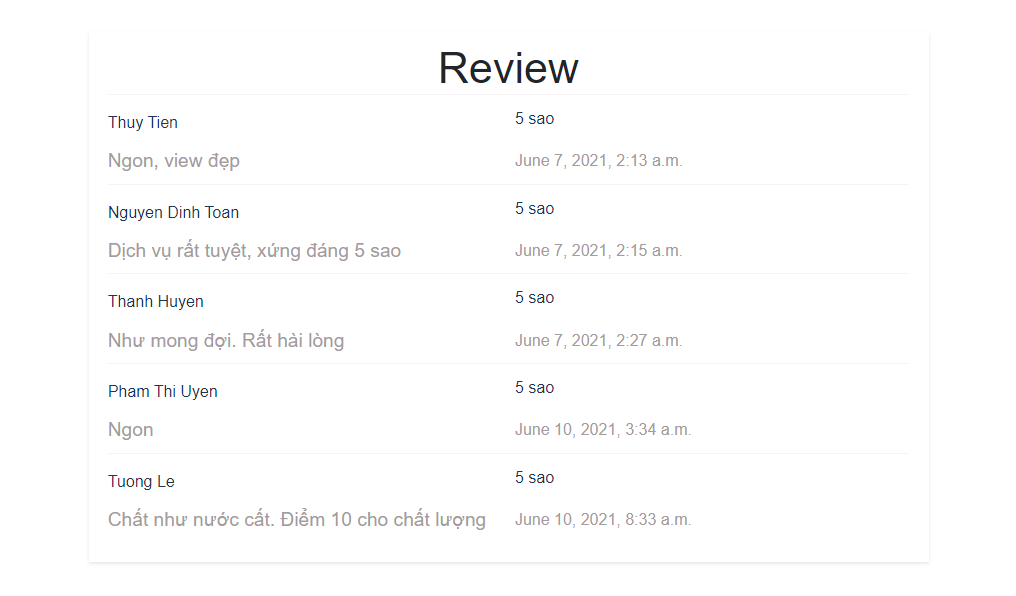 Review
Thuy Tien
5 sao
Ngon, view đẹp
June 7, 2021, 2:13 a.m.
Nguyen Dinh Toan
5 sao
Dịch vụ rất tuyệt, xứng đáng 5 sao
June 7, 2021, 2:15 a.m.
Thanh Huyen
5 sao
Như mong đợi. Rất hài lòng
June 7, 2021, 2:27 a.m.
Pham Thi Uyen
5 sao
Ngon
June 10, 2021, 3:34 a.m.
Tuong Le
5 sao
Chất như nước cất. Điểm 10 cho chất lượng
June 10, 2021, 8:33 a.m.